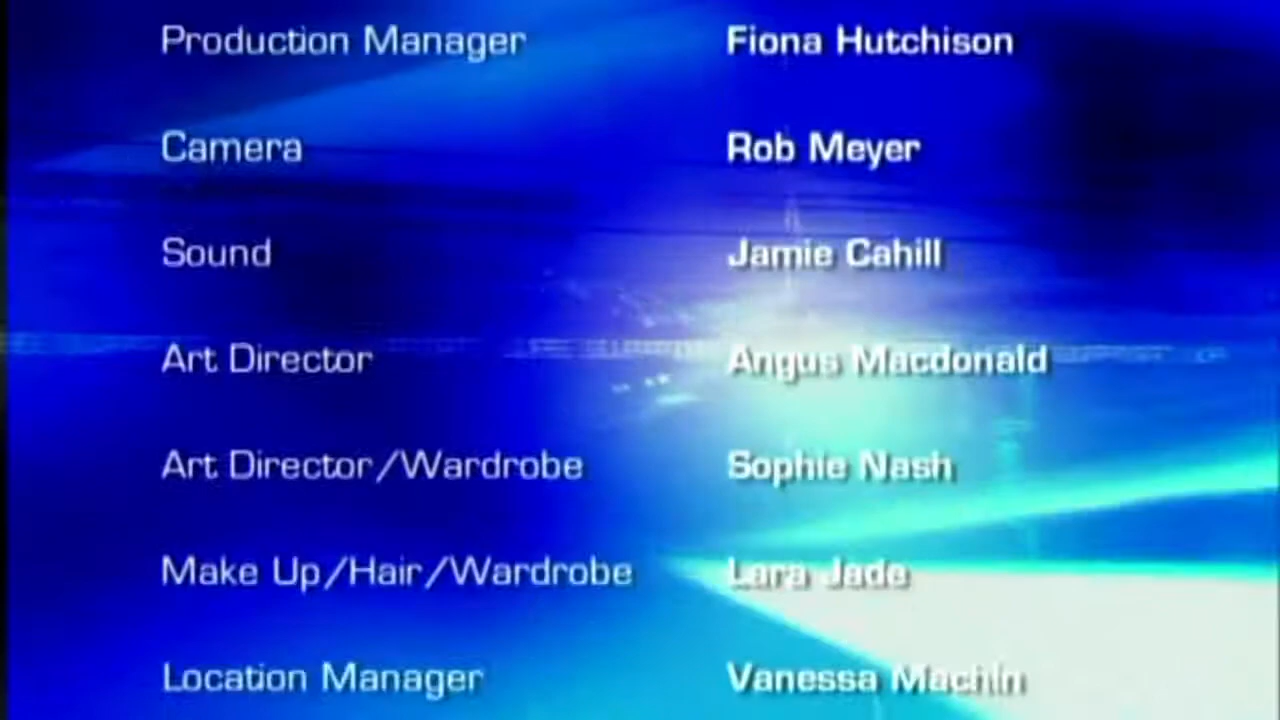 Production Manager Fiona Hutchison
Camera Rob Meyer
Sound Jamie Cahill
Art Director Angus Macdonald
Art Director/Wardrobe Sophie Nash
Make Up/Hair/Wardrobe Lara Jade
Location Manager Vanessa Machin